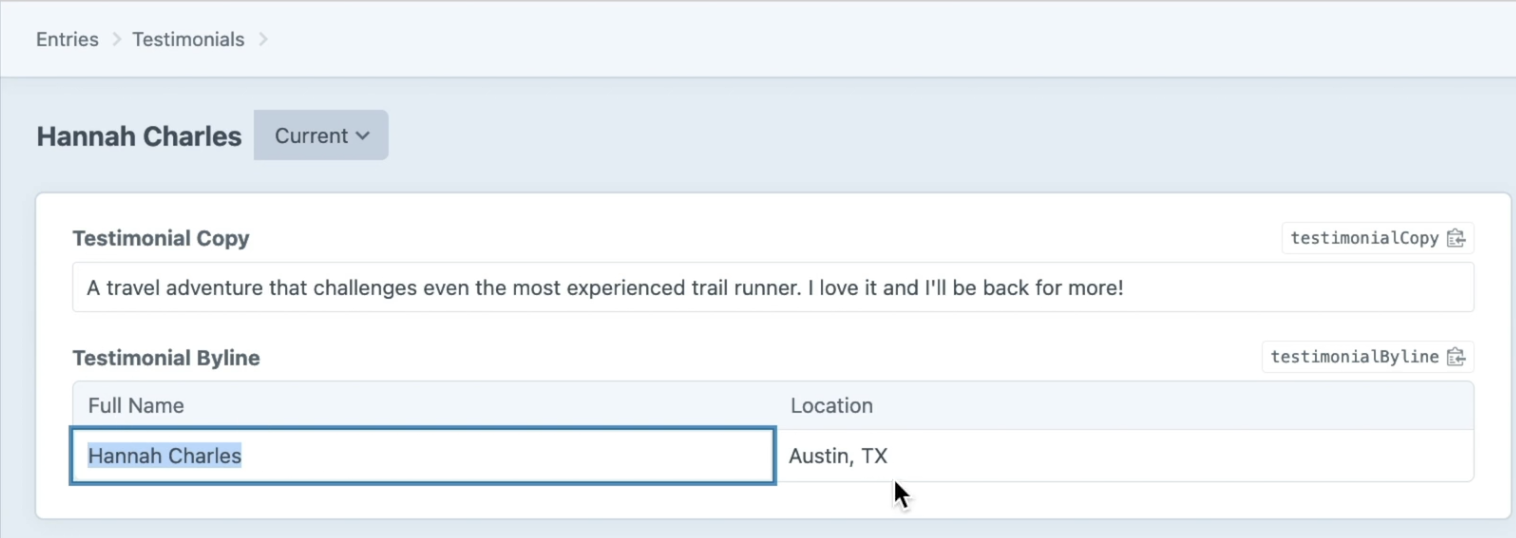 Entries > Testimonials >
Hannah Charles Current
Testimonial Copy testimonialCopy
A travel adventure that challenges even the most experienced trail runner. I love it and I'll be back for more!
Testimonial Byline testimonialByline
Full Name Location
Hannah Charles Austin, TX